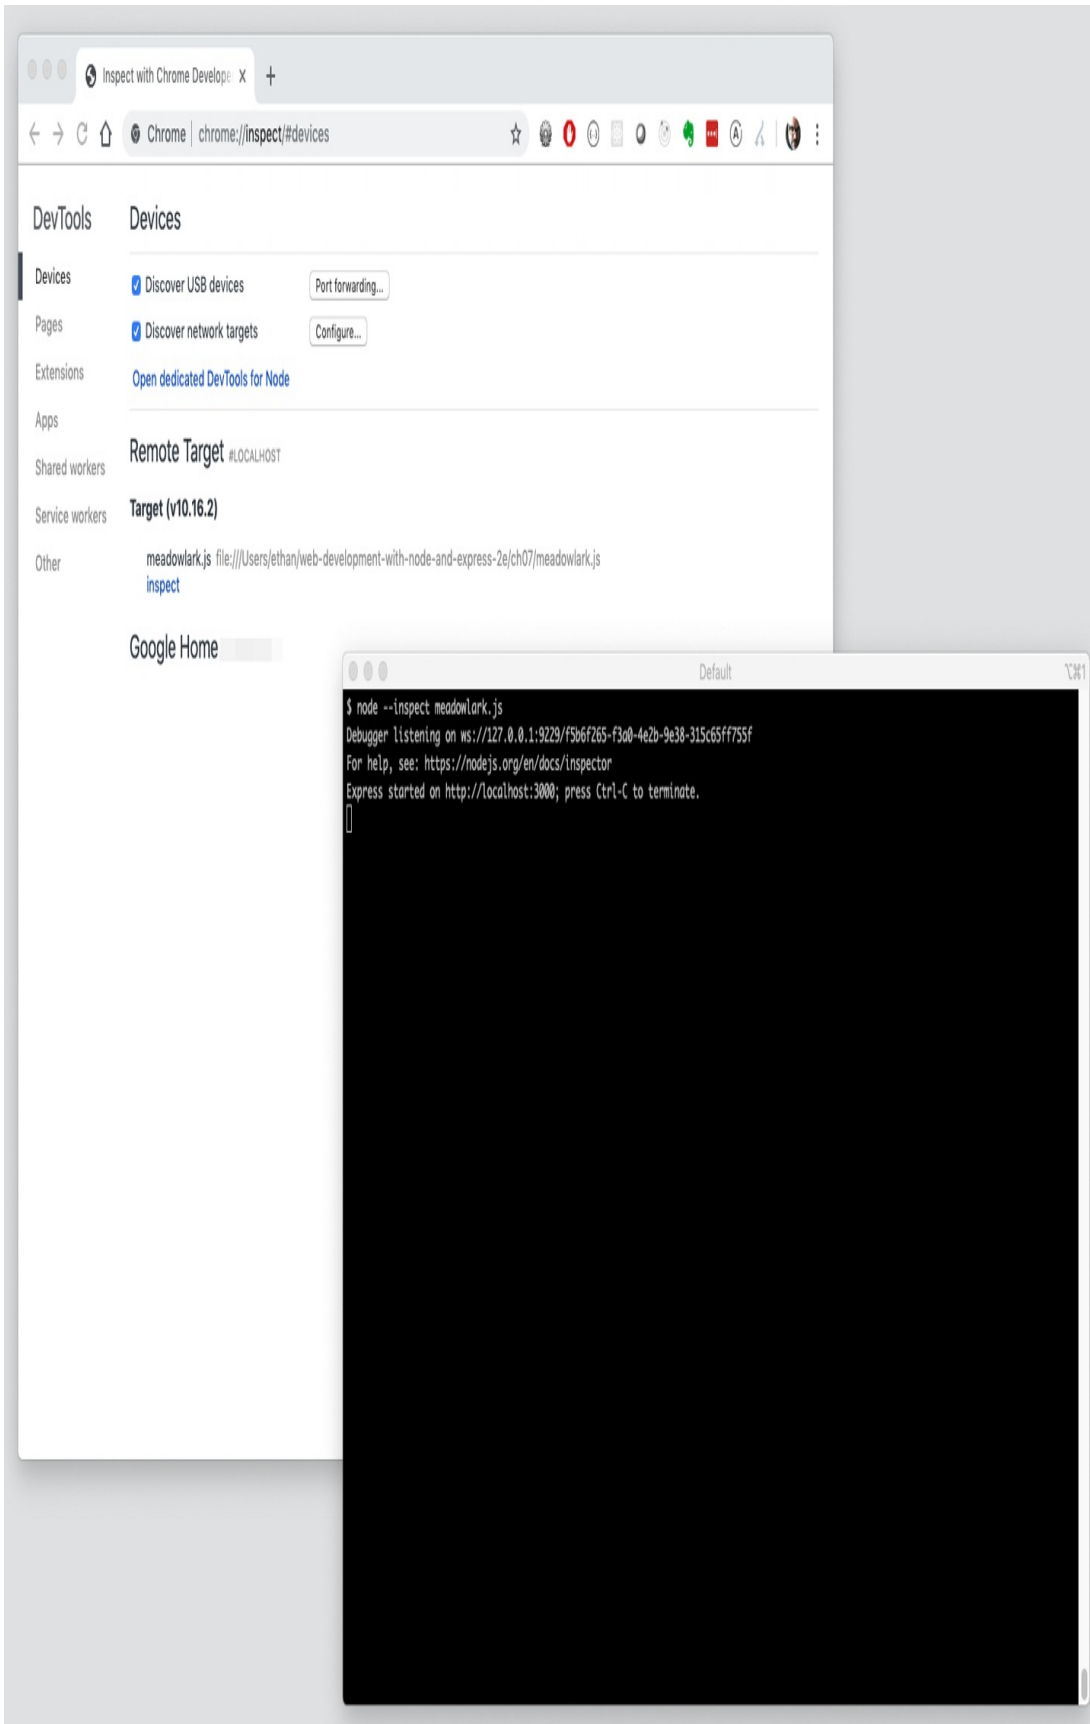 Inspect with Chrome Develope
Chrome | chrome://inspect/#devices
DevTools
Devices
Pages
Extensions
Apps
Shared workers
Service workers
Other
Devices
Discover USB devices Port forwarding...
Discover network targets Configure...
Open dedicated DevTools for Node
Remote Target #LOCALHOST
Target (v10.16.2)
meadowlark.js file:///Users/ethan/web-development-with-node-and-express-2e/ch07/meadowlark.js
inspect
Google Home
Default ⌥⌘1
$ node --inspect meadowlark.js
Debugger listening on ws://127.0.0.1:9229/f5b6f265-f3a0-4e2b-9e38-315c65ff755f
For help, see: https://nodejs.org/en/docs/inspector
Express started on http://localhost:3000; press Ctrl-C to terminate.